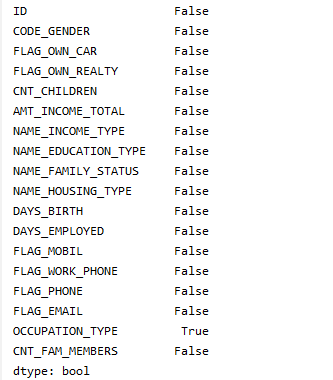 ID False
CODE_GENDER False
FLAG_OWN_CAR False
FLAG_OWN_REALTY False
CNT_CHILDREN False
AMT_INCOME_TOTAL False
NAME_INCOME_TYPE False
NAME_EDUCATION_TYPE False
NAME_FAMILY_STATUS False
NAME_HOUSING_TYPE False
DAYS_BIRTH False
DAYS_EMPLOYED False
FLAG_MOBIL False
FLAG_WORK_PHONE False
FLAG_PHONE False
FLAG_EMAIL False
OCCUPATION_TYPE True
CNT_FAM_MEMBERS False
dtype: bool